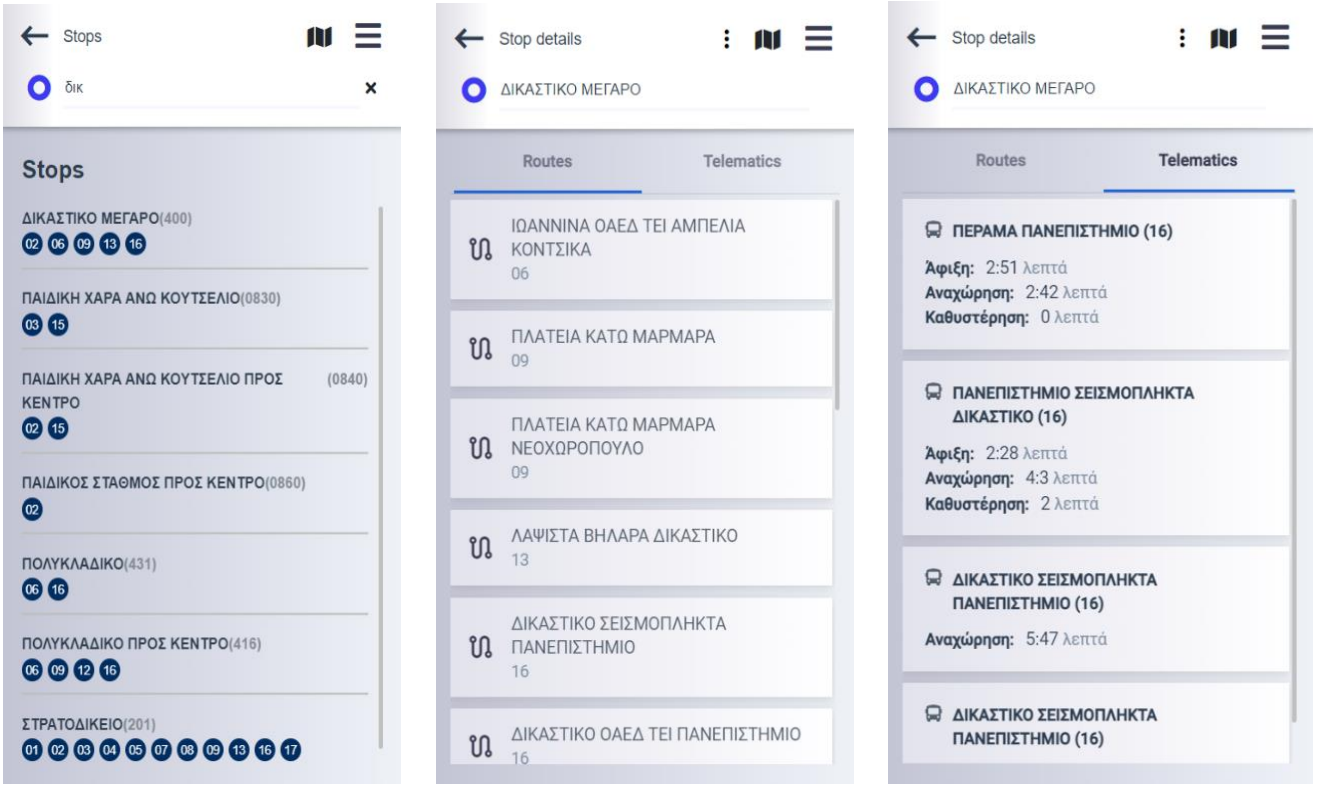 Stops
δικ
Stops
ΔΙΚΑΣΤΙΚΟ ΜΕΓΑΡΟ(400)
02 06 09 13 16
ΠΑΙΔΙΚΗ ΧΑΡΑ ΑΝΩ ΚΟΥΤΣΕΛΙΟ(0830)
03 15
ΠΑΙΔΙΚΗ ΧΑΡΑ ΑΝΩ ΚΟΥΤΣΕΛΙΟ ΠΡΟΣ (0840)
ΚΕΝΤΡΟ
02 15
ΠΑΙΔΙΚΟΣ ΣΤΑΘΜΟΣ ΠΡΟΣ ΚΕΝΤΡΟ(0860)
02
ΠΟΛΥΚΛΑΔΙΚΟ(431)
06 16
ΠΟΛΥΚΛΑΔΙΚΟ ΠΡΟΣ ΚΕΝΤΡΟ(416)
06 09 12 16
ΣΤΡΑΤΟΔΙΚΕΙΟ(201)
01 02 03 04 05 07 08 09 13 16 17
Stop details
ΔΙΚΑΣΤΙΚΟ ΜΕΓΑΡΟ
Routes Telematics
ΙΩΑΝΝΙΝΑ ΟΑΕΔ ΤΕΙ ΑΜΠΕΛΙΑ
ΚΟΝΤΣΙΚΑ
06
ΠΛΑΤΕΙΑ ΚΑΤΩ ΜΑΡΜΑΡΑ
09
ΠΛΑΤΕΙΑ ΚΑΤΩ ΜΑΡΜΑΡΑ
ΝΕΟΧΩΡΟΠΟΥΛΟ
09
ΛΑΨΙΣΤΑ ΒΗΛΑΡΑ ΔΙΚΑΣΤΙΚΟ
13
ΔΙΚΑΣΤΙΚΟ ΣΕΙΣΜΟΠΛΗΚΤΑ
ΠΑΝΕΠΙΣΤΗΜΙΟ
16
ΔΙΚΑΣΤΙΚΟ ΟΑΕΔ ΤΕΙ ΠΑΝΕΠΙΣΤΗΜΙΟ
16
Stop details
ΔΙΚΑΣΤΙΚΟ ΜΕΓΑΡΟ
Routes Telematics
ΠΕΡΑΜΑ ΠΑΝΕΠΙΣΤΗΜΙΟ (16)
Άφιξη: 2:51 λεπτά
Αναχώρηση: 2:42 λεπτά
Καθυστέρηση: 0 λεπτά
ΠΑΝΕΠΙΣΤΗΜΙΟ ΣΕΙΣΜΟΠΛΗΚΤΑ
ΔΙΚΑΣΤΙΚΟ (16)
Άφιξη: 2:28 λεπτά
Αναχώρηση: 4:3 λεπτά
Καθυστέρηση: 2 λεπτά
ΔΙΚΑΣΤΙΚΟ ΣΕΙΣΜΟΠΛΗΚΤΑ
ΠΑΝΕΠΙΣΤΗΜΙΟ (16)
Αναχώρηση: 5:47 λεπτά
ΔΙΚΑΣΤΙΚΟ ΣΕΙΣΜΟΠΛΗΚΤΑ
ΠΑΝΕΠΙΣΤΗΜΙΟ (16)